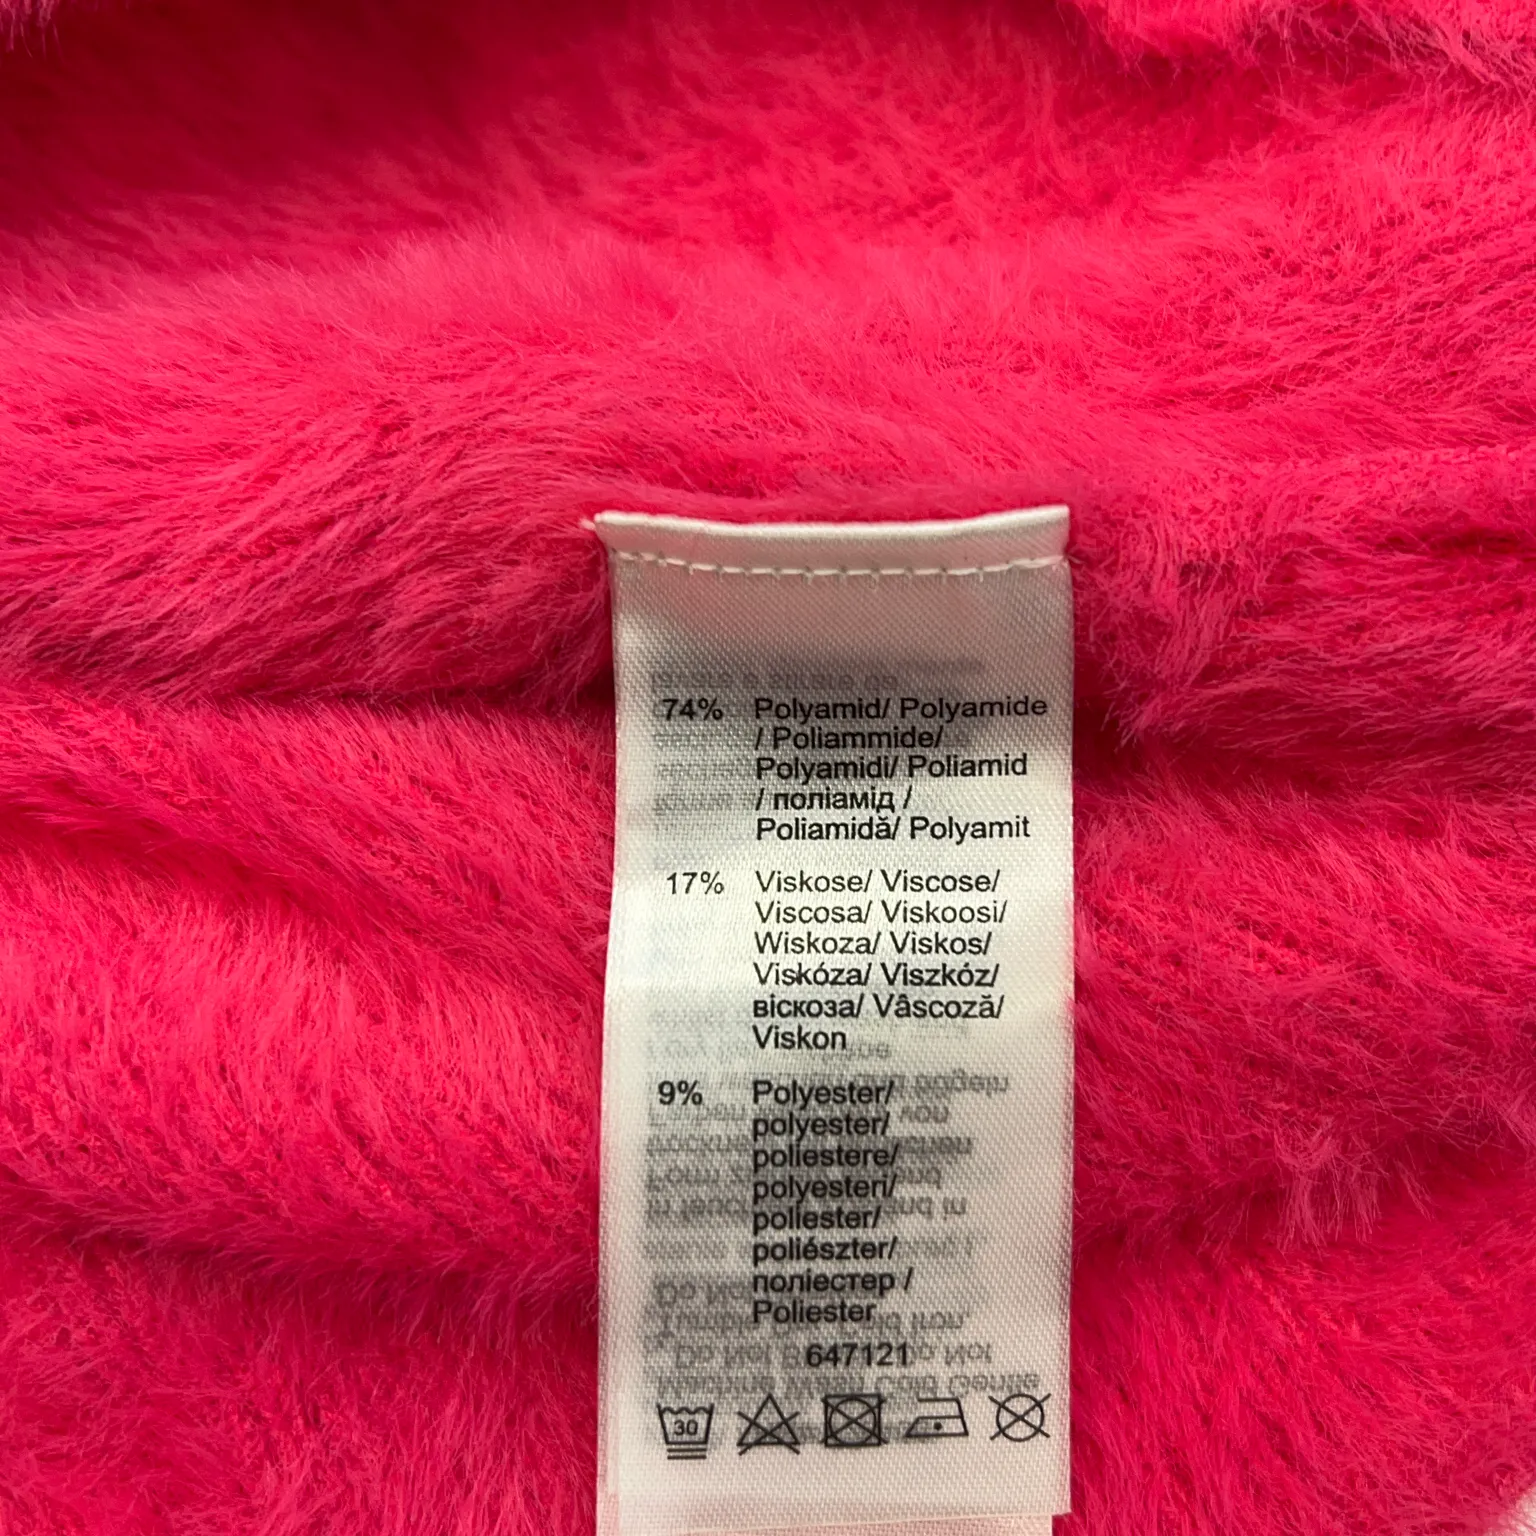 74% Polyamid/ Polyamide
/ Poliammide/
Polyamidi/ Poliamid
/ поліамід /
Poliamidă/ Polyamit
17% Viskose/ Viscose/
Viscosa/ Viskoosi/
Wiskoza/ Viskos/
Viskóza/ Viszkóz/
віскоза/ Vâscoză/
Viskon
9% Polyester/
polyester/
poliestere/
polyesteri/
poliester/
poliészter/
поліестер /
Poliester
647121
30